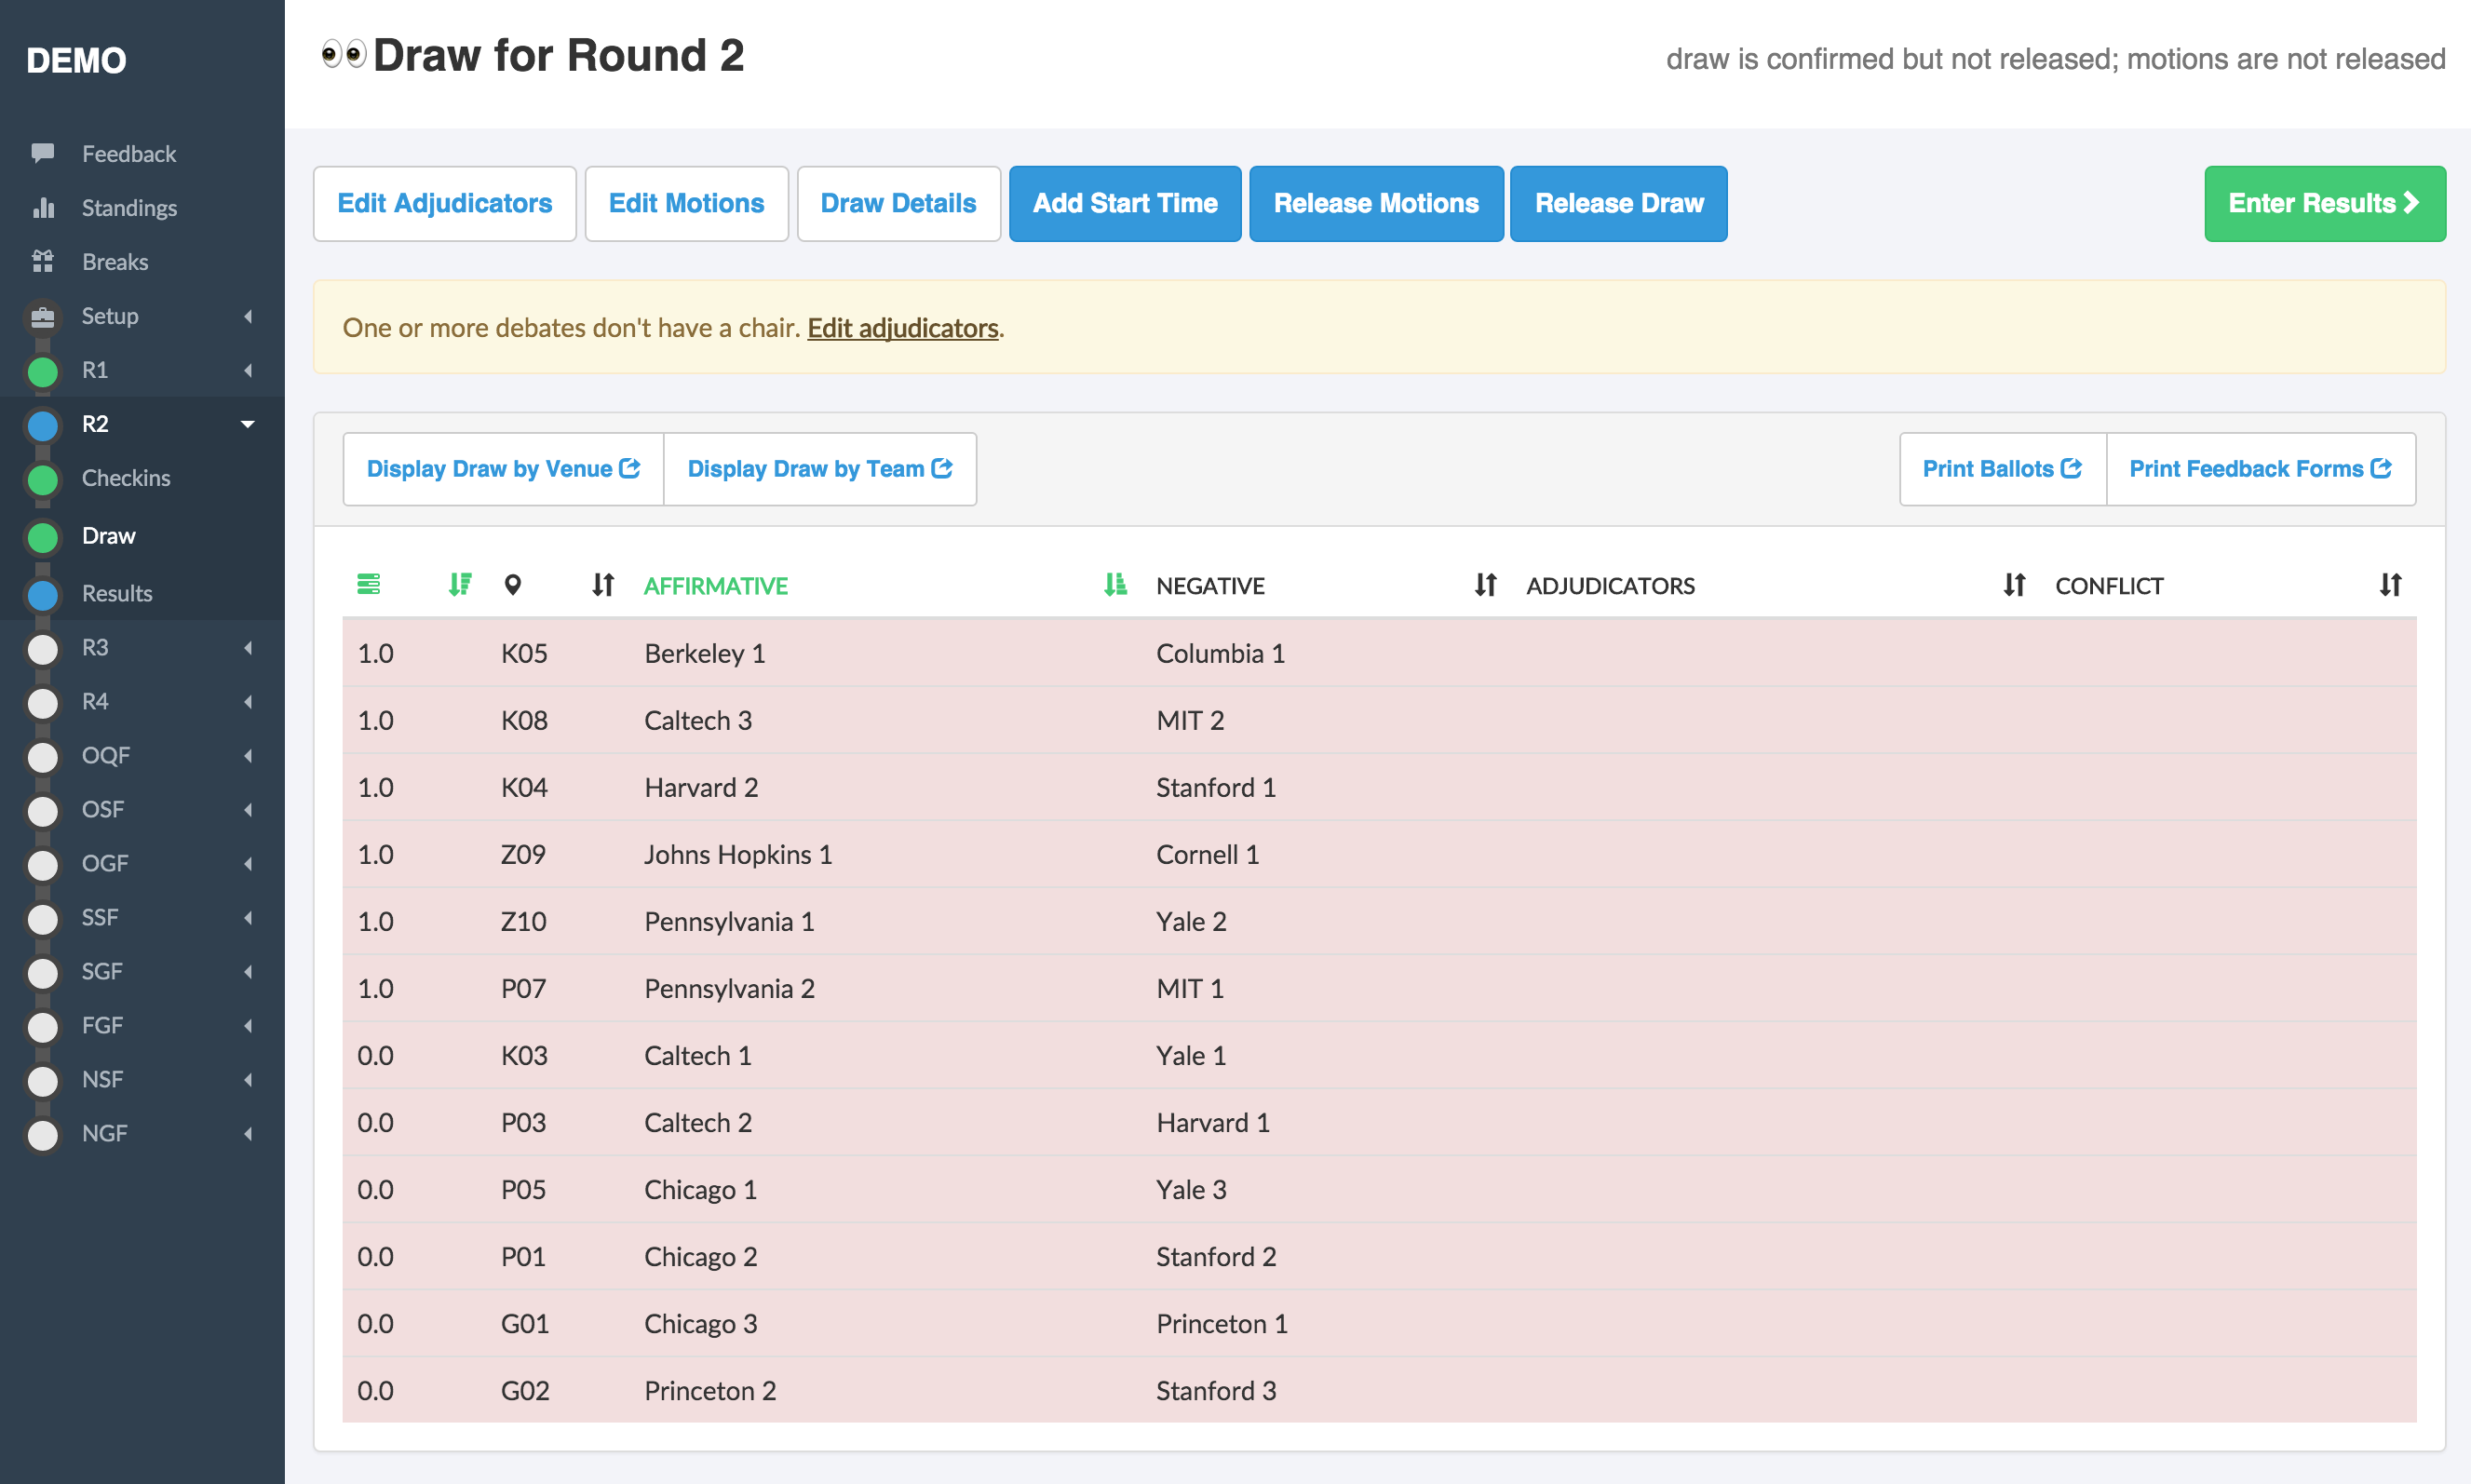 DEMO
Feedback
Standings
Breaks
Setup
R1
R2
Checkins
Draw
Results
R3
R4
OQF
OSF
OGF
SSF
SGF
FGF
NSF
NGF
Draw for Round 2
draw is confirmed but not released; motions are not released
Edit Adjudicators Edit Motions Draw Details Add Start Time Release Motions Release Draw Enter Results
One or more debates don't have a chair. Edit adjudicators.
Display Draw by Venue Display Draw by Team Print Ballots Print Feedback Forms
AFFIRMATIVE NEGATIVE ADJUDICATORS CONFLICT
1.0 K05 Berkeley 1 Columbia 1
1.0 K08 Caltech 3 MIT 2
1.0 K04 Harvard 2 Stanford 1
1.0 Z09 Johns Hopkins 1 Cornell 1
1.0 Z10 Pennsylvania 1 Yale 2
1.0 P07 Pennsylvania 2 MIT 1
0.0 K03 Caltech 1 Yale 1
0.0 P03 Caltech 2 Harvard 1
0.0 P05 Chicago 1 Yale 3
0.0 P01 Chicago 2 Stanford 2
0.0 G01 Chicago 3 Princeton 1
0.0 G02 Princeton 2 Stanford 3